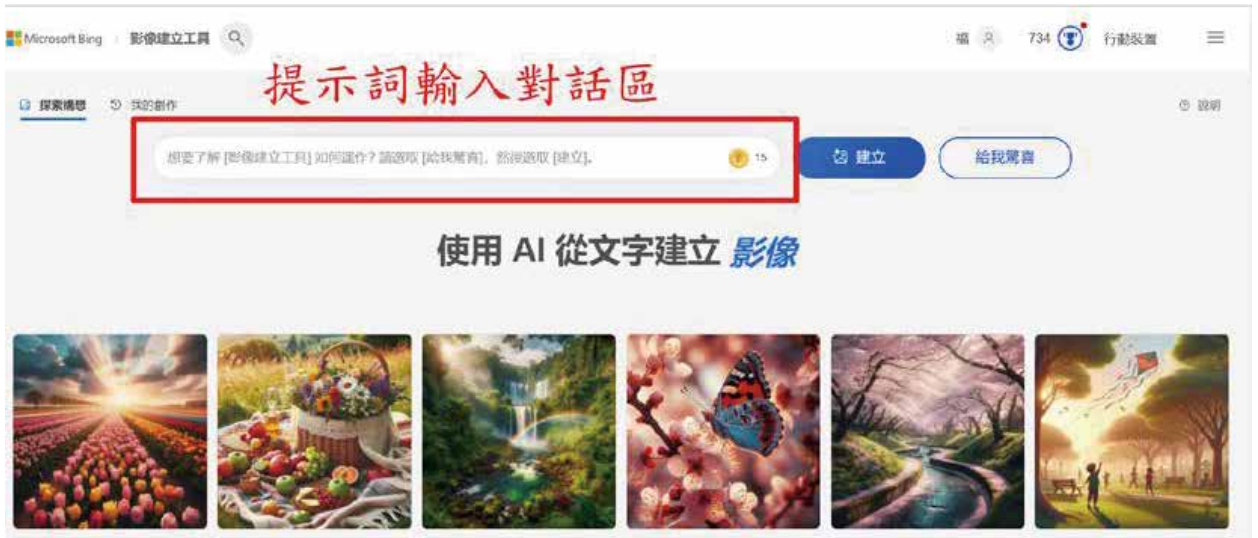 Microsoft Bing 影像建立工具 福 734 行動裝置
提示詞輸入對話區
探索構想 我的創作 說明
想要了解 [影像建立工具] 如何運作？請選取 [給我驚喜]，然後選取 [建立]。 15 建立 給我驚喜
使用 AI 從文字建立 影像